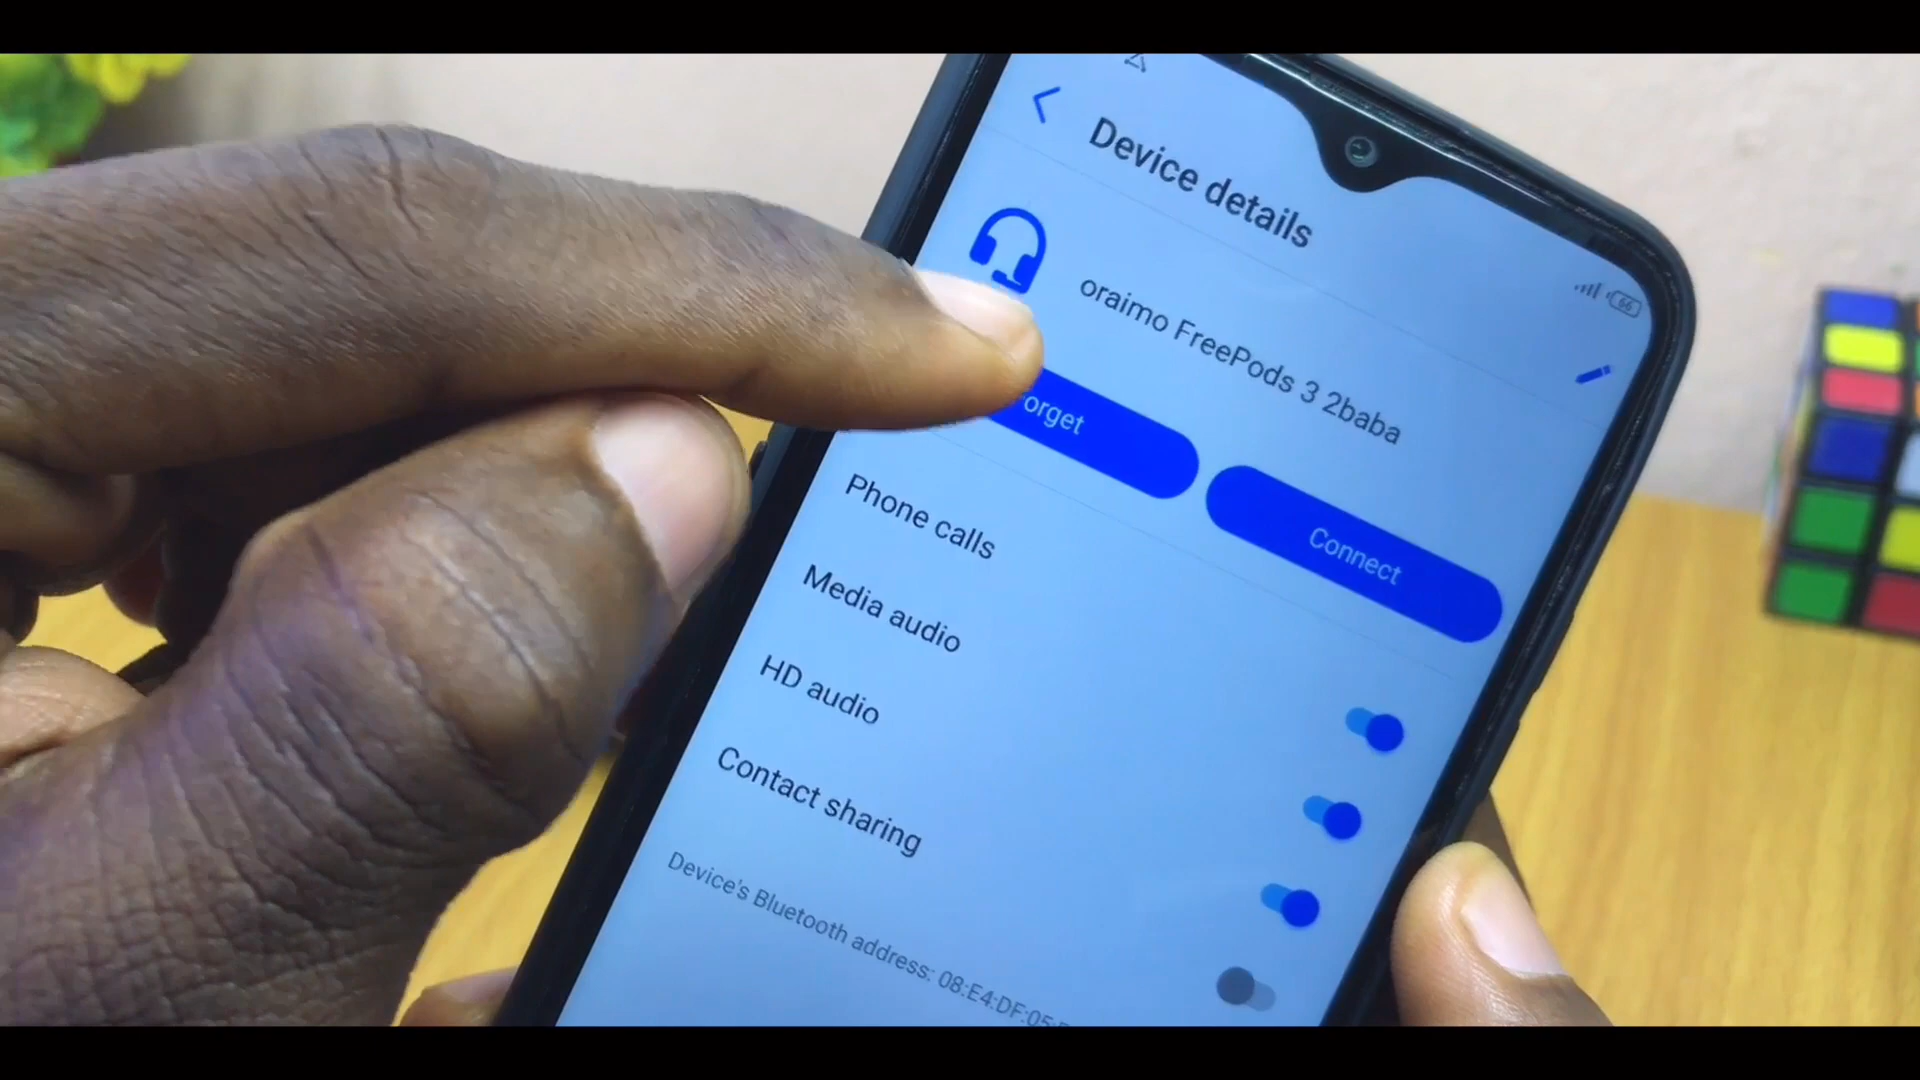 Device details
66
oraimo FreePods 3 2baba
orget
Connect
Phone calls
Media audio
HD audio
Contact sharing
Device's Bluetooth address: 08:E4:DF:05: